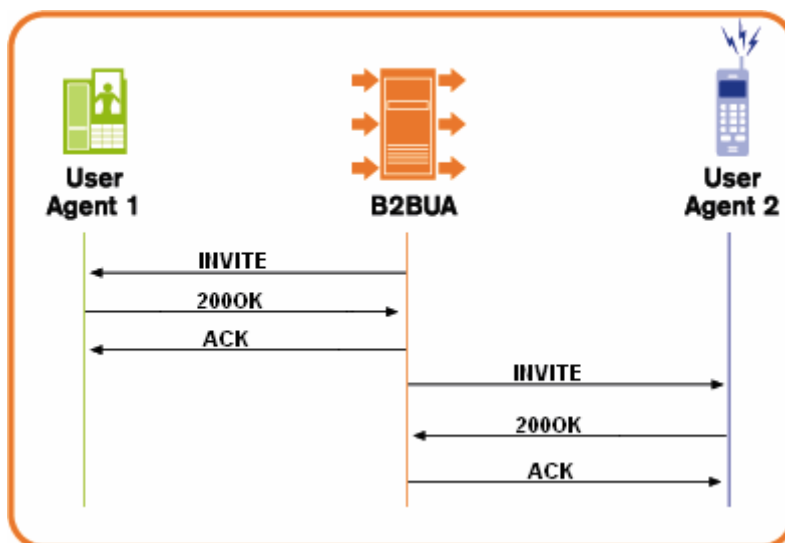 User
Agent 1
B2BUA
User
Agent 2
INVITE
200OK
ACK
INVITE
200OK
ACK